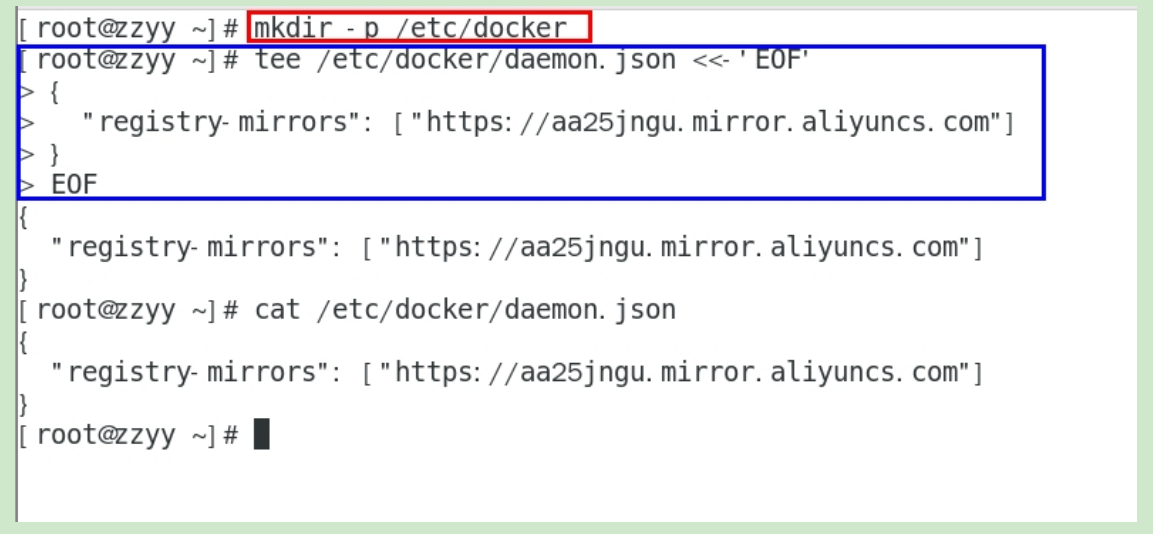 [root@zzyy ~]# mkdir -p /etc/docker
[root@zzyy ~]# tee /etc/docker/daemon.json <<-'EOF'
> {
>   "registry-mirrors": ["https://aa25jngu.mirror.aliyuncs.com"]
> }
> EOF
{
  "registry-mirrors": ["https://aa25jngu.mirror.aliyuncs.com"]
}
[root@zzyy ~]# cat /etc/docker/daemon.json
{
  "registry-mirrors": ["https://aa25jngu.mirror.aliyuncs.com"]
}
[root@zzyy ~]#